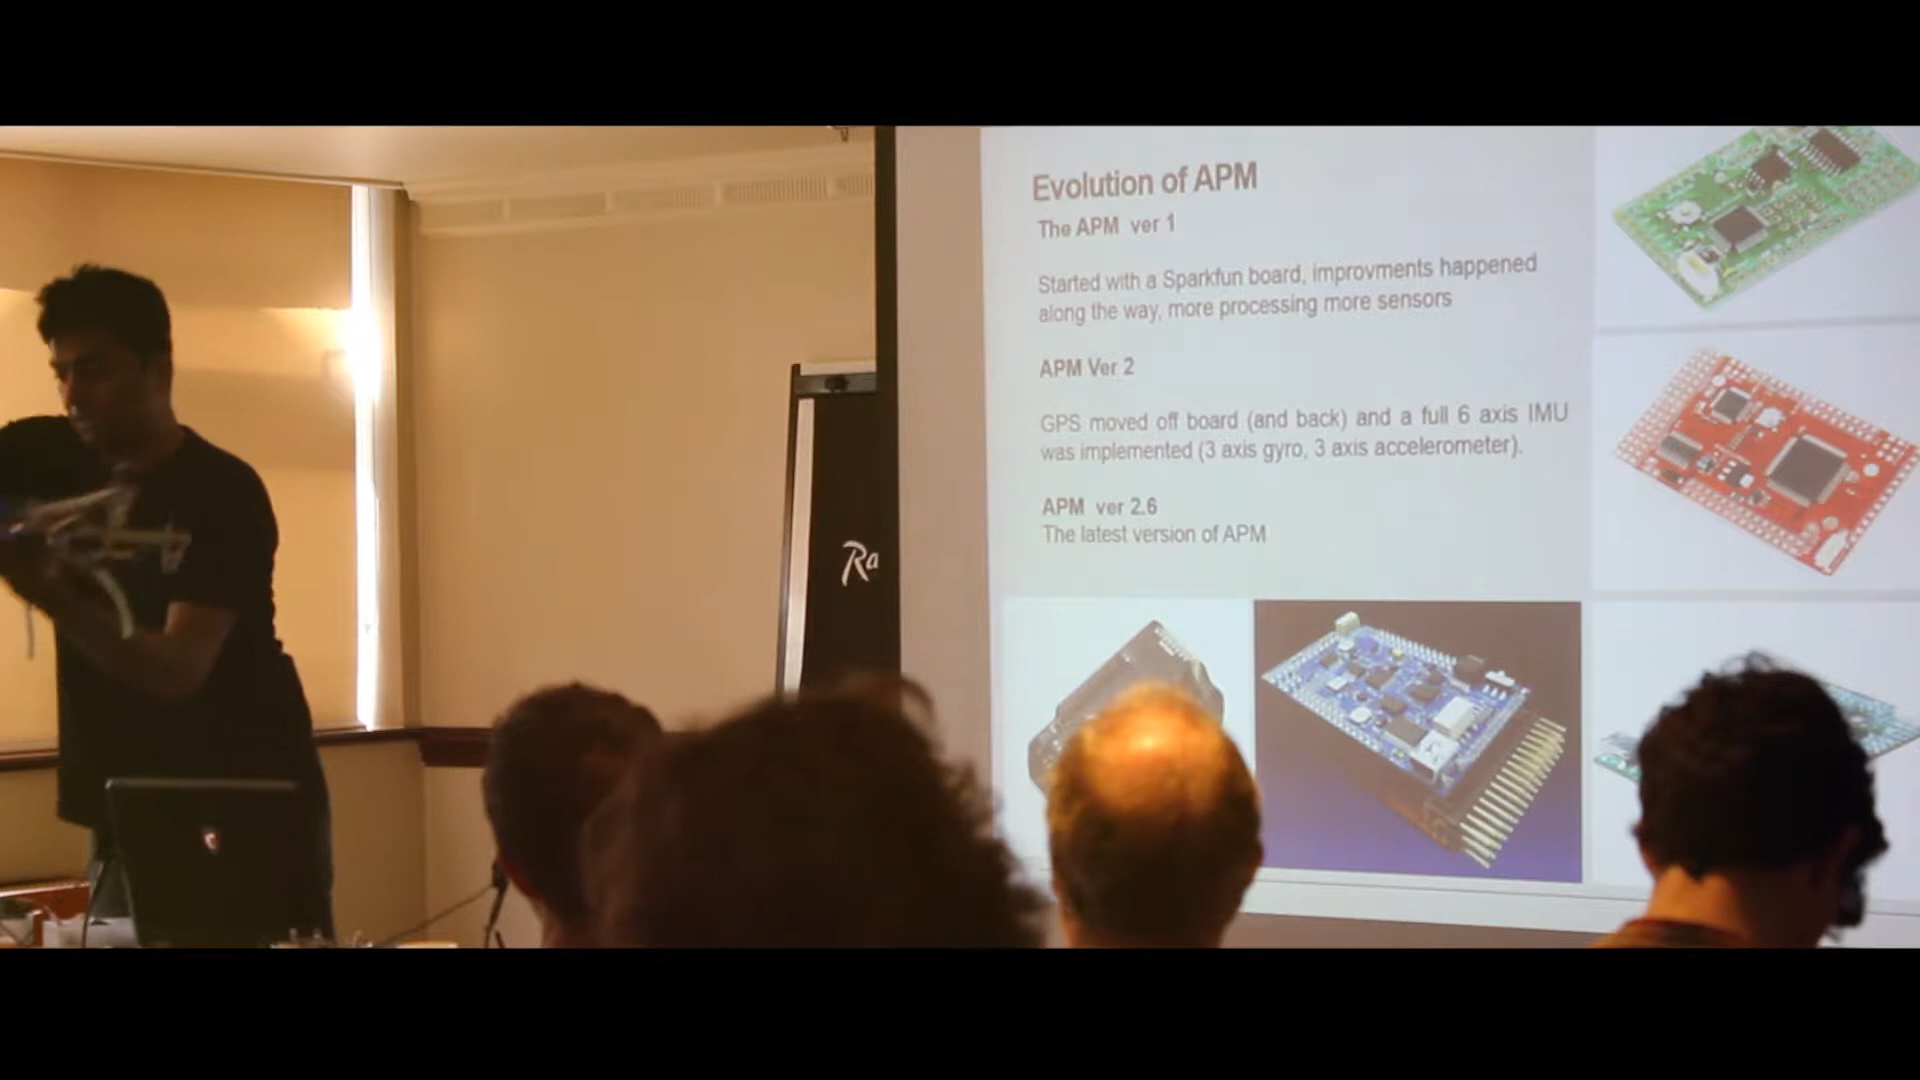 Evolution of APM
The APM ver 1
Started with a Sparkfun board, improvments happened
along the way, more processing more sensors
APM Ver 2
GPS moved off board (and back) and a full 6 axis IMU
was implemented (3 axis gyro, 3 axis accelerometer).
APM ver 2.6
The latest version of APM
Ra